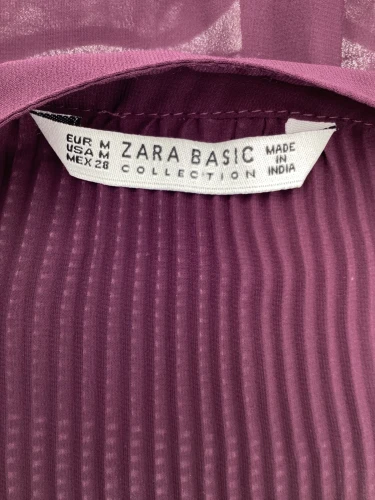 EUR M
USA M
MEX 28
ZARA BASIC
COLLECTION
MADE
IN
INDIA